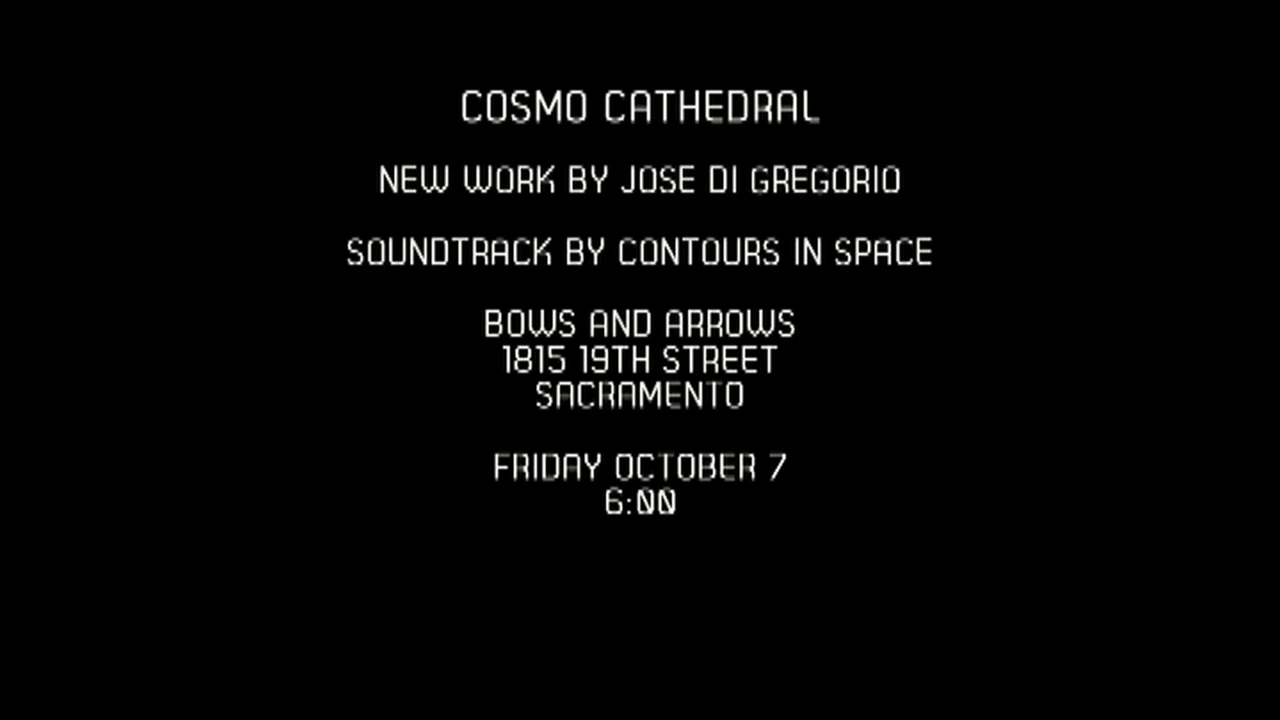 COSMO CATHEDRAL
NEW WORK BY JOSE DI GREGORIO
SOUNDTRACK BY CONTOURS IN SPACE
BOWS AND ARROWS
1815 19TH STREET
SACRAMENTO
FRIDAY OCTOBER 7
6:00